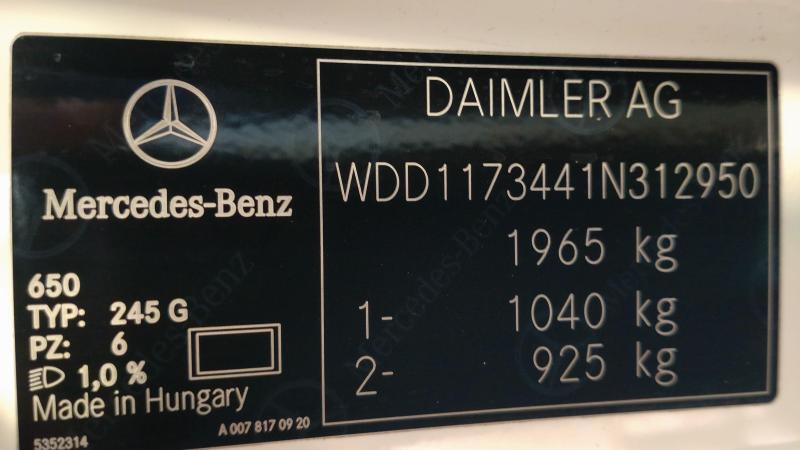 Mercedes-Benz
650
TYP: 245 G
PZ: 6
1,0 %
Made in Hungary
5352314
A 007 817 09 20
DAIMLER AG
WDD1173441N312950
1965 kg
1- 1040 kg
2- 925 kg